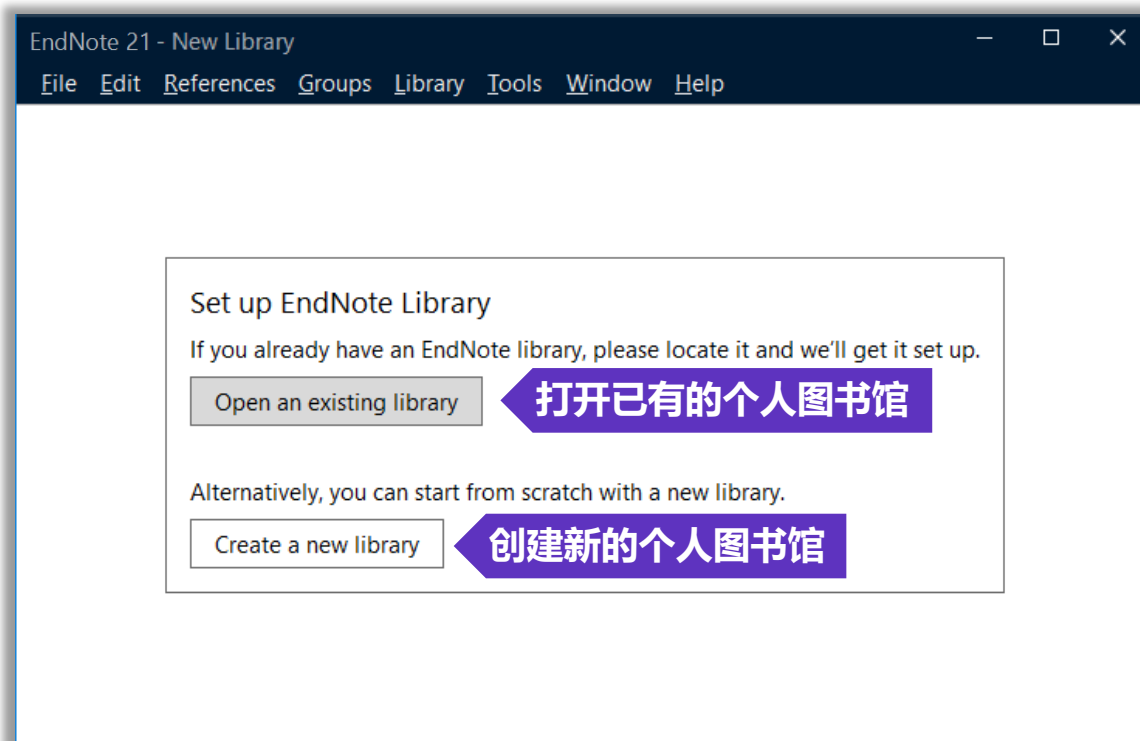 EndNote 21 - New Library
File Edit References Groups Library Tools Window Help
Set up EndNote Library
If you already have an EndNote library, please locate it and we'll get it set up.
Open an existing library
打开已有的个人图书馆
Alternatively, you can start from scratch with a new library.
Create a new library
创建新的个人图书馆